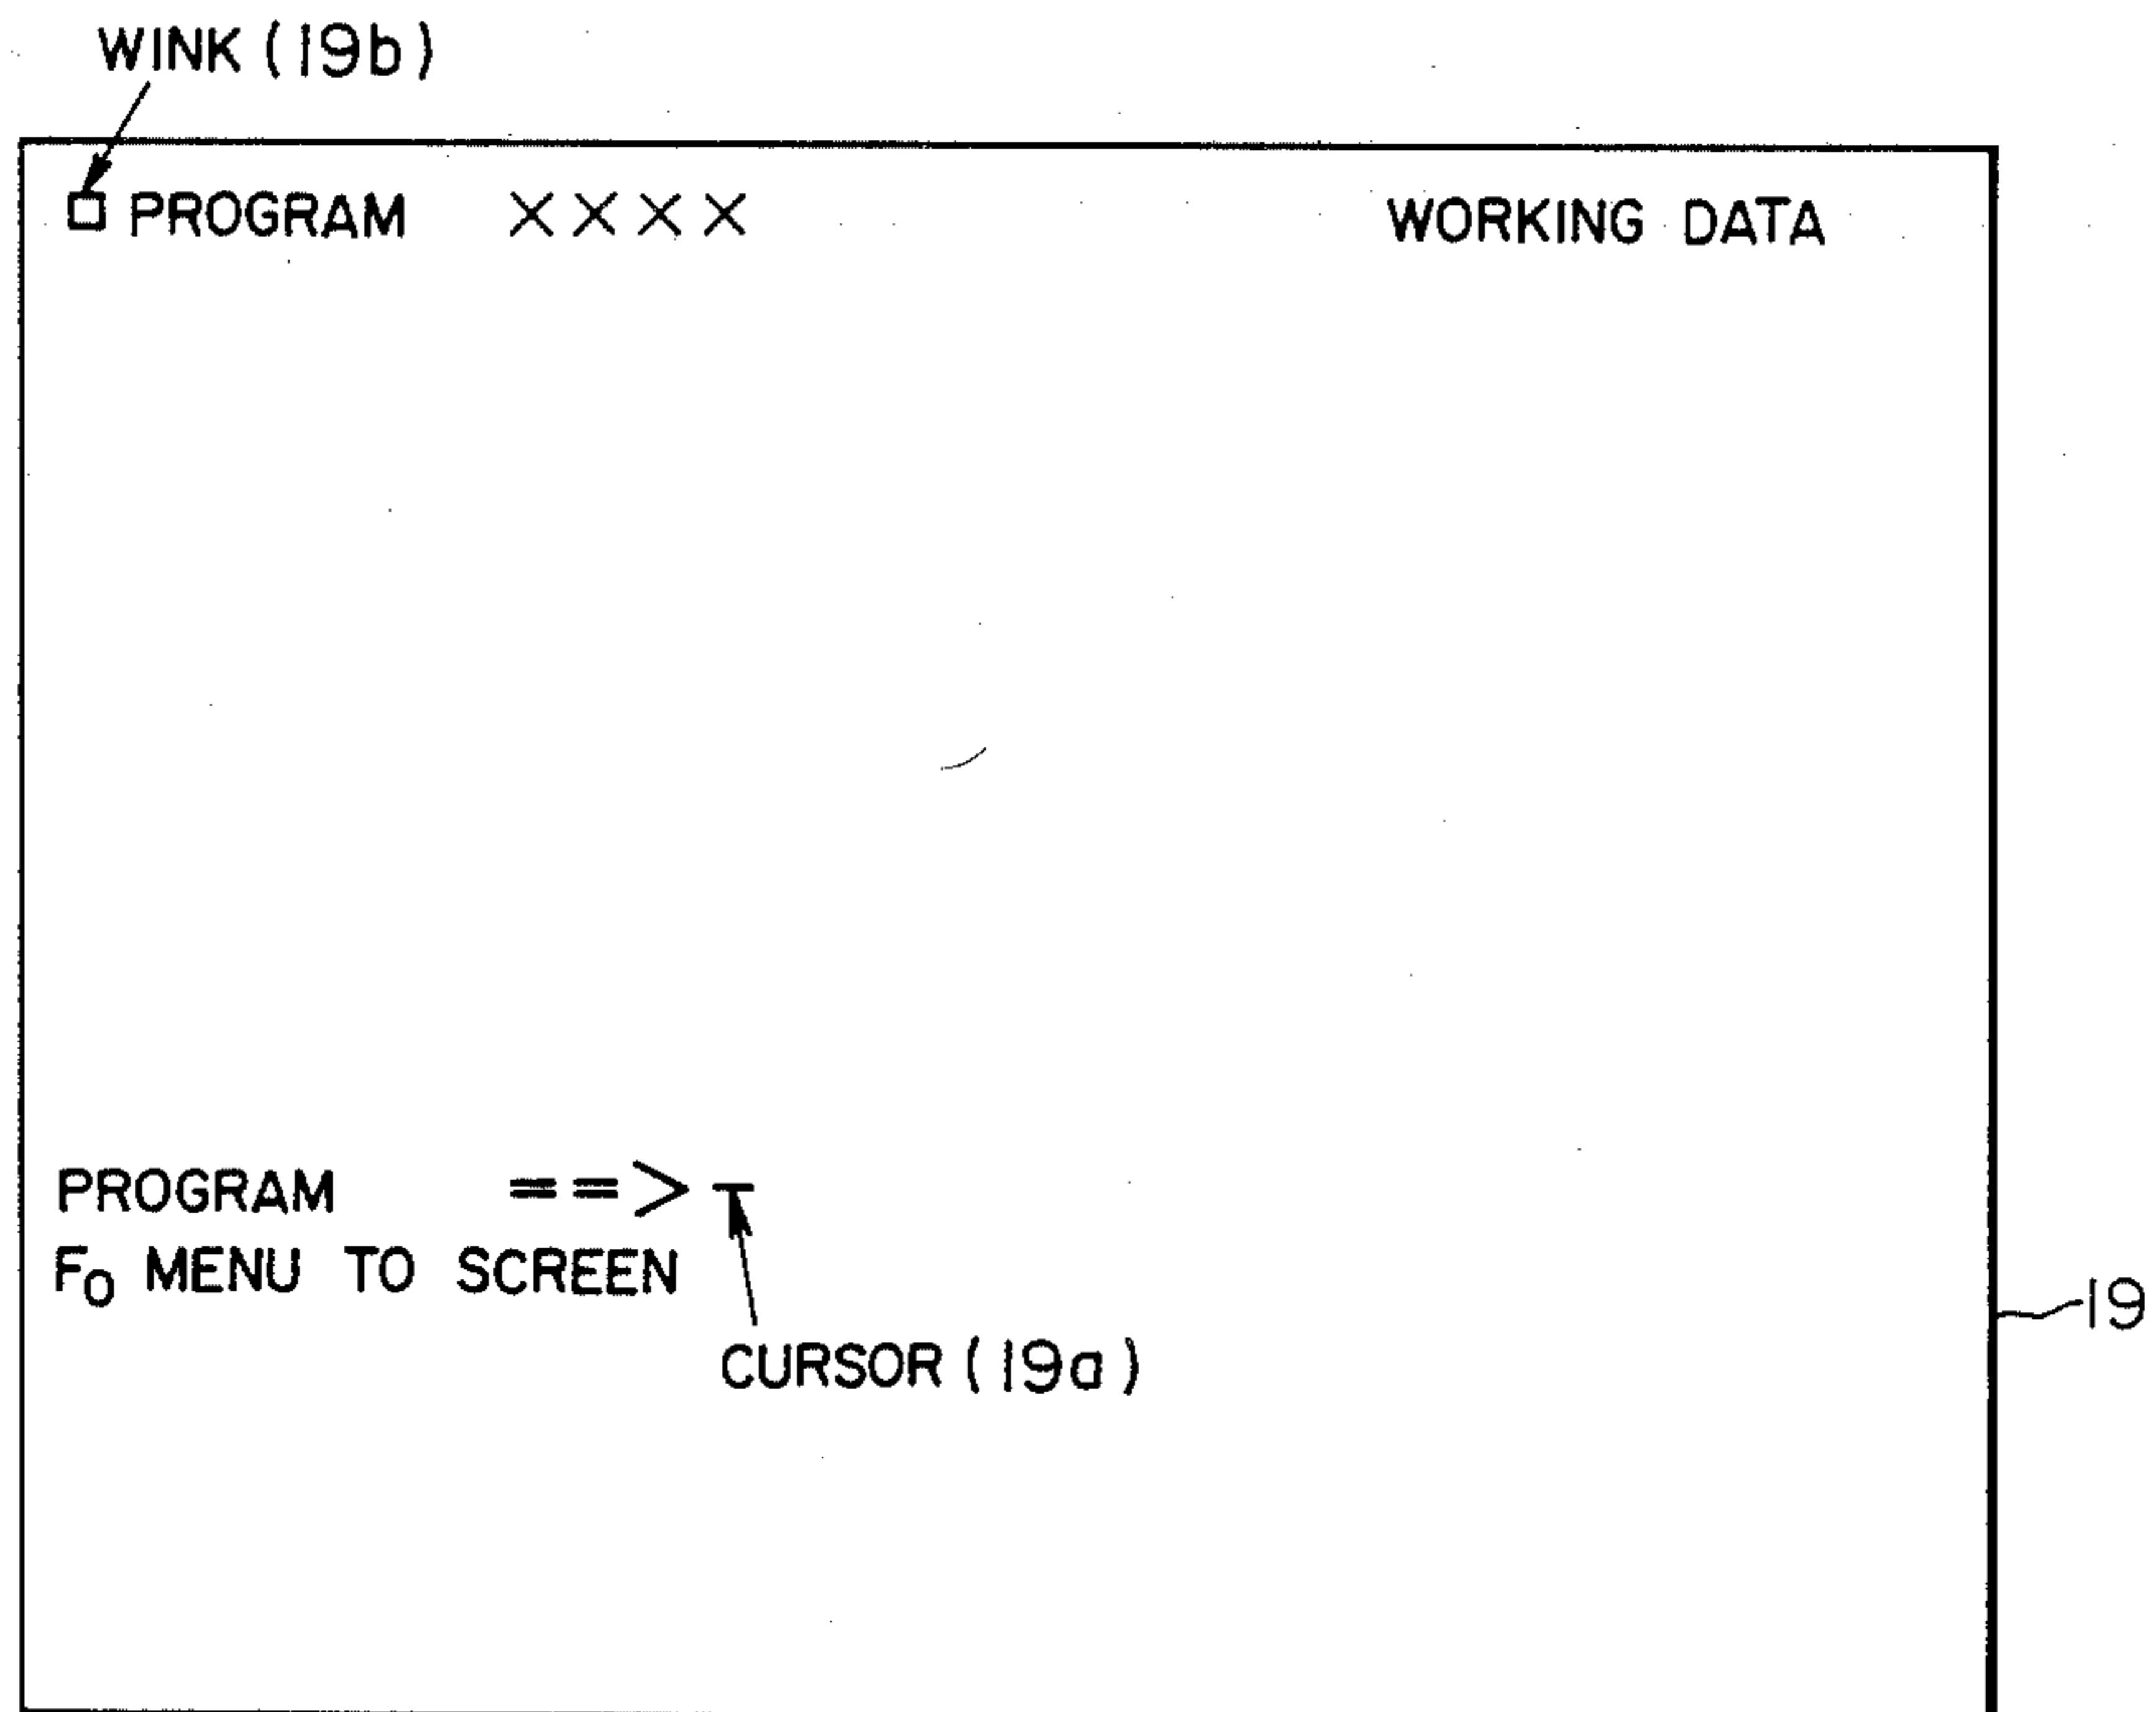 WINK (19b)
□ PROGRAM XXXX WORKING DATA
PROGRAM ==>
F₀ MENU TO SCREEN
19
CURSOR (19a)